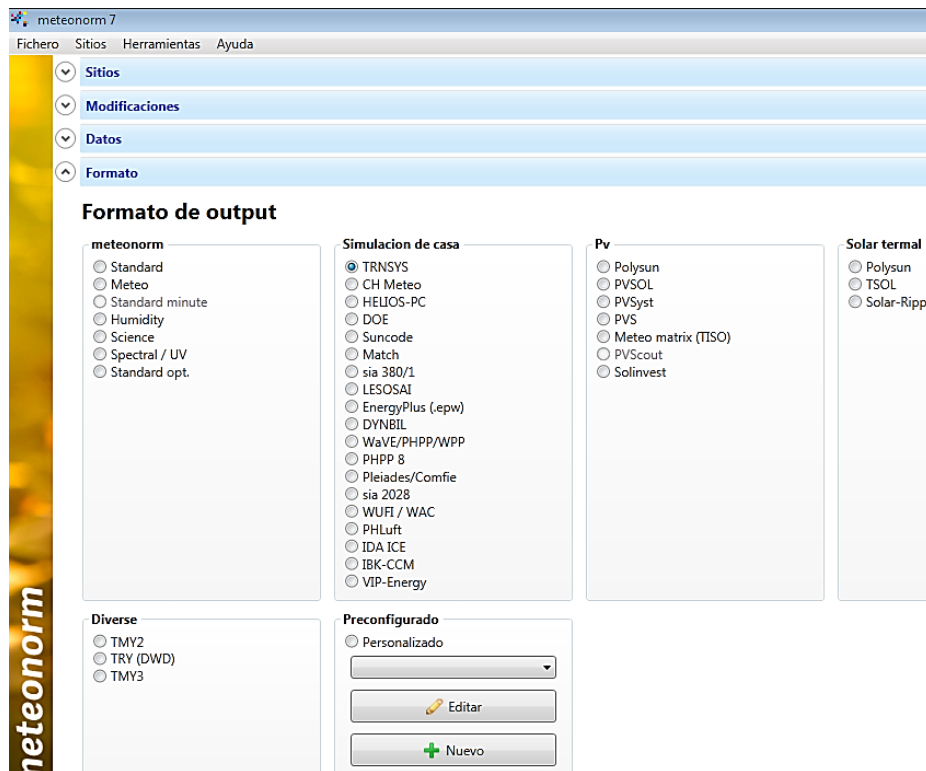 meteonorm 7
Fichero Sitios Herramientas Ayuda
Sitios
Modificaciones
Datos
Formato
Formato de output
meteonorm
Standard
Meteo
Standard minute
Humidity
Science
Spectral / UV
Standard opt.
Simulacion de casa
TRNSYS
CH Meteo
HELIOS-PC
DOE
Suncode
Match
sia 380/1
LESOSAI
EnergyPlus (.epw)
DYNBIL
WaVE/PHPP/WPP
PHPP 8
Pleiades/Comfie
sia 2028
WUFI / WAC
PHLuft
IDA ICE
IBK-CCM
VIP-Energy
Pv
Polysun
PVSOL
PVSyst
PVS
Meteo matrix (TISO)
PVScout
Solinvest
Solar termal
Polysun
TSOL
Solar-Ripp
Diverse
TMY2
TRY (DWD)
TMY3
Preconfigurado
Personalizado
Editar
Nuevo
meteonorm